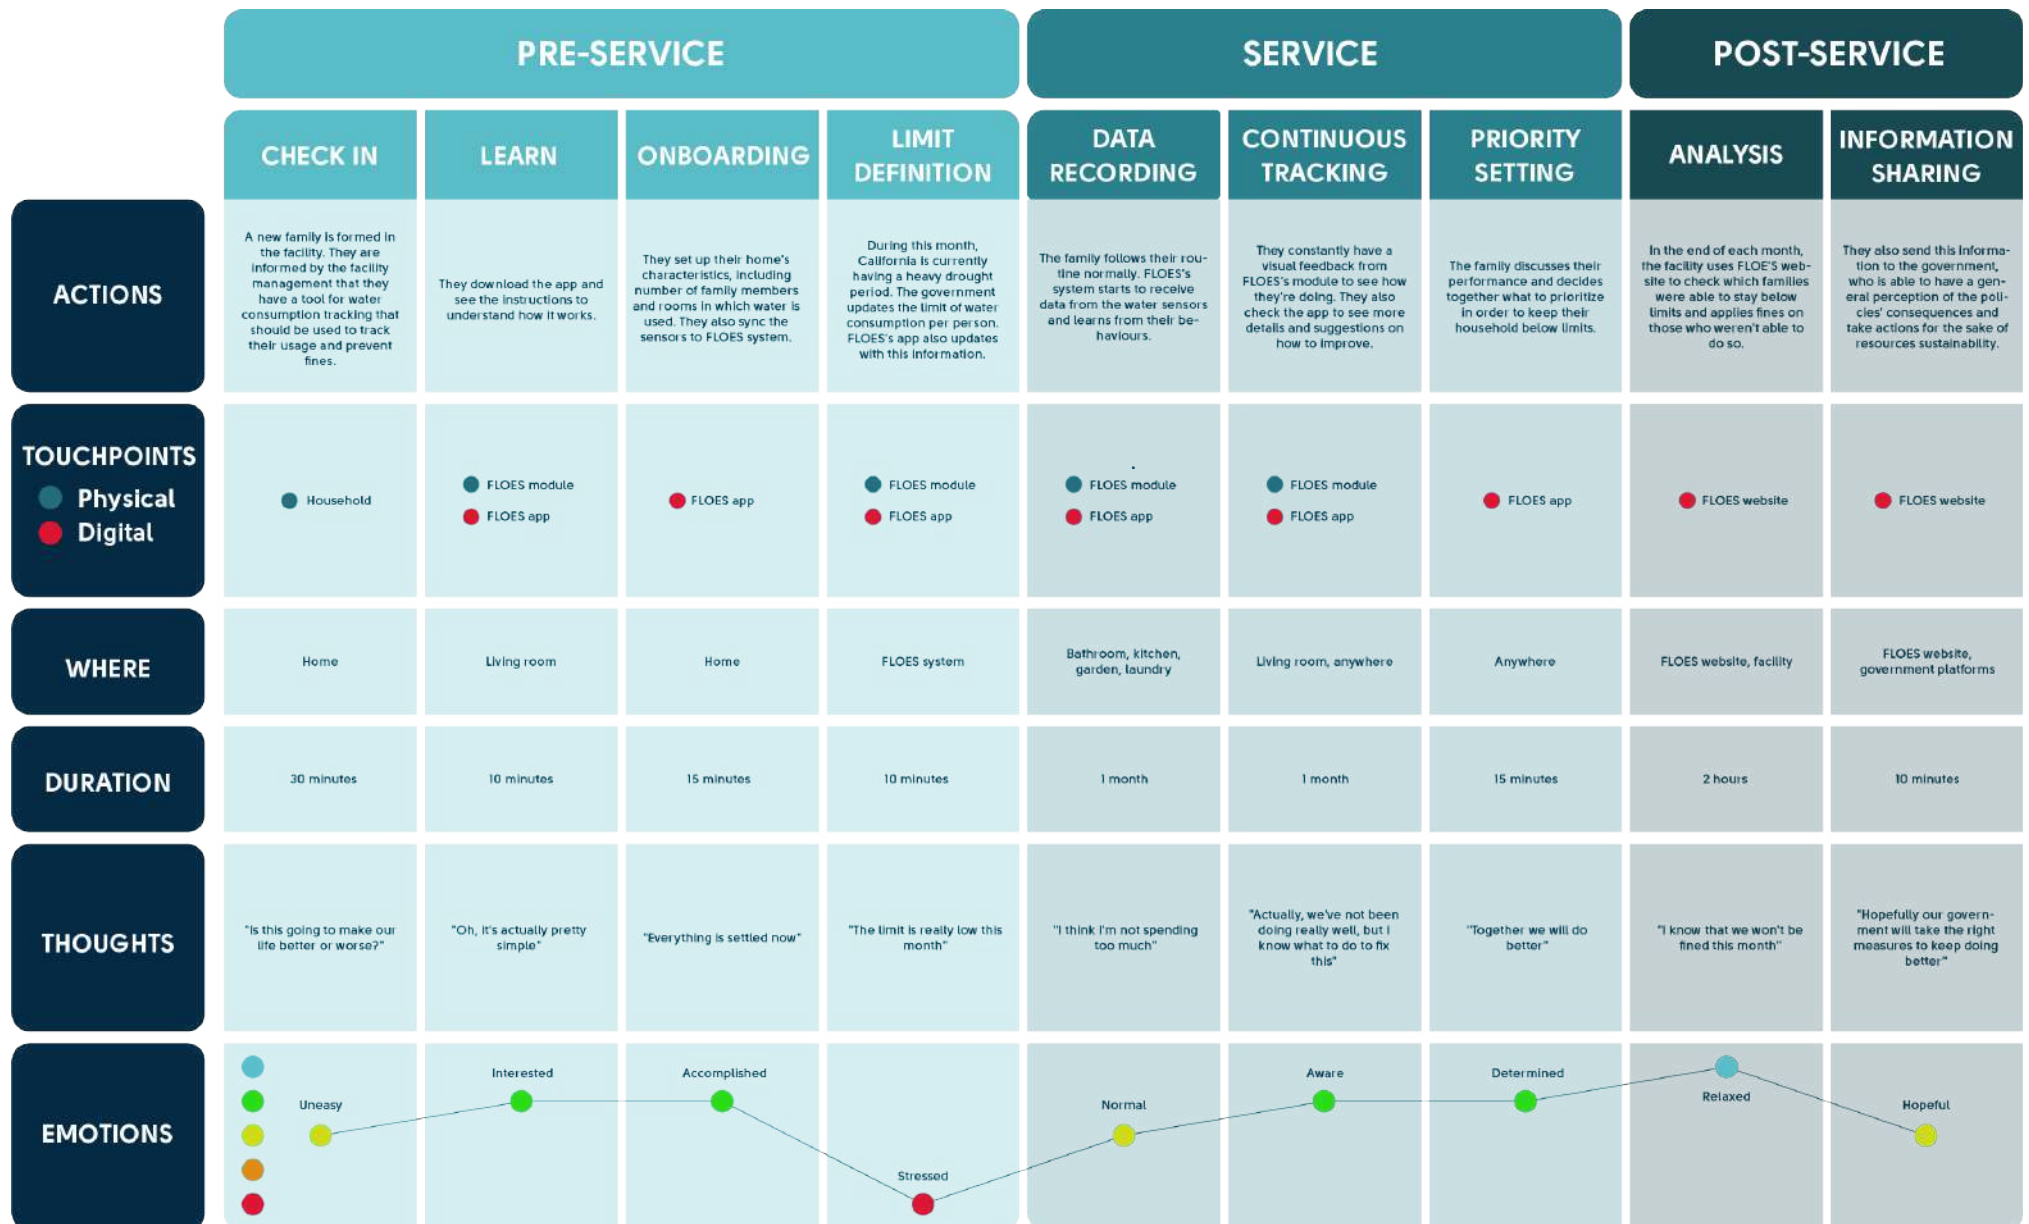 PRE-SERVICE
SERVICE
POST-SERVICE
CHECK IN
LEARN
ONBOARDING
LIMIT
DEFINITION
DATA
RECORDING
CONTINUOUS
TRACKING
PRIORITY
SETTING
ANALYSIS
INFORMATION
SHARING
ACTIONS
A new family is formed in
the facility. They are
informed by the facility
management that they
have a tool for water
consumption tracking that
should be used to track
their usage and prevent
fines.
They download the app and
see the instructions to
understand how it works.
They set up their home's
characteristics, including
number of family members
and rooms in which water is
used. They also sync the
sensors to FLOES system.
During this month,
California is currently
having a heavy drought
period. The government
updates the limit of water
consumption per person.
FLOES's app also updates
with this information.
The family follows their rou-
tine normally. FLOES's
system starts to receive
data from the water sensors
and learns from their be-
haviours.
They constantly have a
visual feedback from
FLOES's module to see how
they're doing. They also
check the app to see more
details and suggestions on
how to improve.
The family discusses their
performance and decides
together what to prioritize
in order to keep their
household below limits.
In the end of each month,
the facility uses FLOE'S web-
site to check which families
were able to stay below
limits and applies fines on
those who weren't able to
do so.
They also send this informa-
tion to the government,
who is able to have a gen-
eral perception of the poli-
cies' consequences and
take actions for the sake of
resources sustainability.
TOUCHPOINTS
Physical
Digital
Household
FLOES module
FLOES app
FLOES app
FLOES module
FLOES app
FLOES module
FLOES app
FLOES module
FLOES app
FLOES app
FLOES website
FLOES website
WHERE
Home
Living room
Home
FLOES system
Bathroom, kitchen,
garden, laundry
Living room, anywhere
Anywhere
FLOES website, facility
FLOES website,
government platforms
DURATION
30 minutes
10 minutes
15 minutes
10 minutes
1 month
1 month
15 minutes
2 hours
10 minutes
THOUGHTS
"Is this going to make our
life better or worse?"
"Oh, it's actually pretty
simple"
"Everything is settled now"
"The limit is really low this
month"
"I think I'm not spending
too much"
"Actually, we've not been
doing really well, but I
know what to do to fix
this"
"Together we will do
better"
"I know that we won't be
fined this month"
"Hopefully our govern-
ment will take the right
measures to keep doing
better"
EMOTIONS
Uneasy
Interested
Accomplished
Stressed
Normal
Aware
Determined
Relaxed
Hopeful